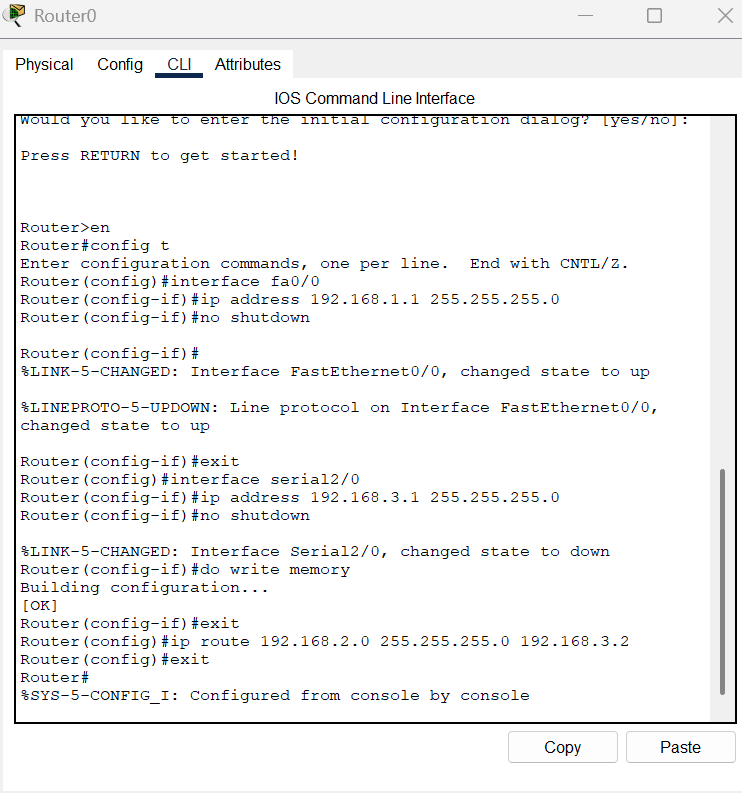 Router0
Physical Config CLI Attributes
IOS Command Line Interface
Would you like to enter the initial configuration dialog? [yes/no]:
Press RETURN to get started!
Router>en
Router#config t
Enter configuration commands, one per line.  End with CNTL/Z.
Router(config)#interface fa0/0
Router(config-if)#ip address 192.168.1.1 255.255.255.0
Router(config-if)#no shutdown
Router(config-if)#
%LINK-5-CHANGED: Interface FastEthernet0/0, changed state to up
%LINEPROTO-5-UPDOWN: Line protocol on Interface FastEthernet0/0,
changed state to up
Router(config-if)#exit
Router(config)#interface serial2/0
Router(config-if)#ip address 192.168.3.1 255.255.255.0
Router(config-if)#no shutdown
%LINK-5-CHANGED: Interface Serial2/0, changed state to down
Router(config-if)#do write memory
Building configuration...
[OK]
Router(config-if)#exit
Router(config)#ip route 192.168.2.0 255.255.255.0 192.168.3.2
Router(config)#exit
Router#
%SYS-5-CONFIG_I: Configured from console by console
Copy Paste